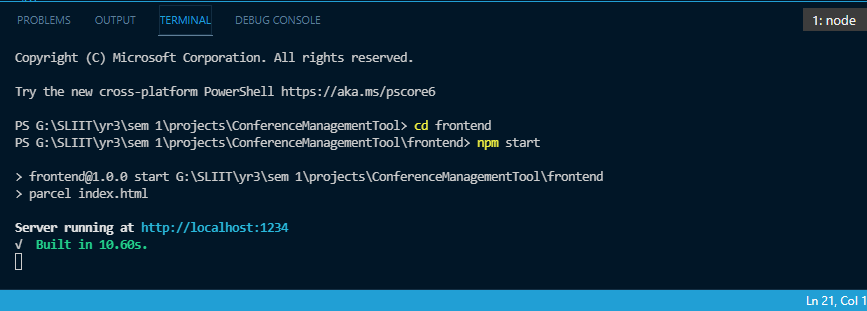 PROBLEMS OUTPUT TERMINAL DEBUG CONSOLE 1: node
Copyright (C) Microsoft Corporation. All rights reserved.
Try the new cross-platform PowerShell https://aka.ms/pscore6
PS G:\SLIIT\yr3\sem 1\projects\ConferenceManagementTool> cd frontend
PS G:\SLIIT\yr3\sem 1\projects\ConferenceManagementTool\frontend> npm start
> frontend@1.0.0 start G:\SLIIT\yr3\sem 1\projects\ConferenceManagementTool\frontend
> parcel index.html
Server running at http://localhost:1234
√ Built in 10.60s.
Ln 21, Col 1